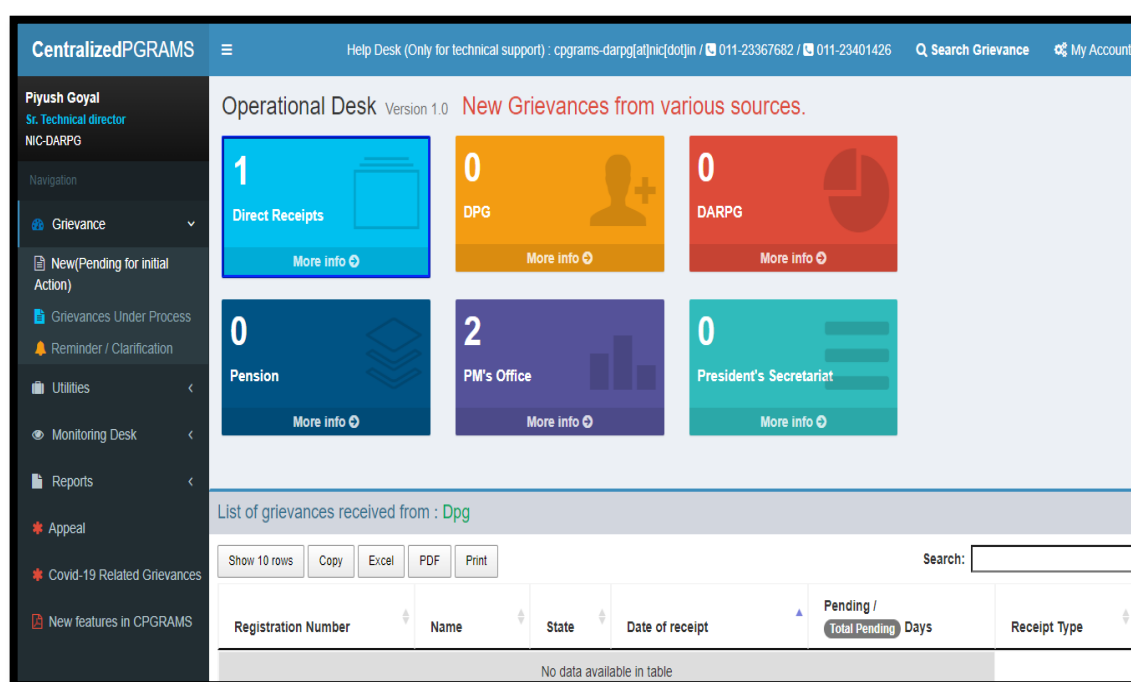 CentralizedPGRAMS
Help Desk (Only for technical support) : cpgrams-darpg[at]nic[dot]in / 011-23367682 / 011-23401426 Search Grievance My Account
Piyush Goyal
Sr. Technical director
NIC-DARPG
Navigation
Grievance
New(Pending for initial
Action)
Grievances Under Process
Reminder / Clarification
Utilities
Monitoring Desk
Reports
Appeal
Covid-19 Related Grievances
New features in CPGRAMS
Operational Desk Version 1.0 New Grievances from various sources.
1
Direct Receipts
More info
0
DPG
More info
0
DARPG
More info
0
Pension
More info
2
PM's Office
More info
0
President's Secretariat
More info
List of grievances received from : Dpg
Show 10 rows Copy Excel PDF Print Search:
Registration Number Name State Date of receipt Pending / Total Pending Days Receipt Type
No data available in table